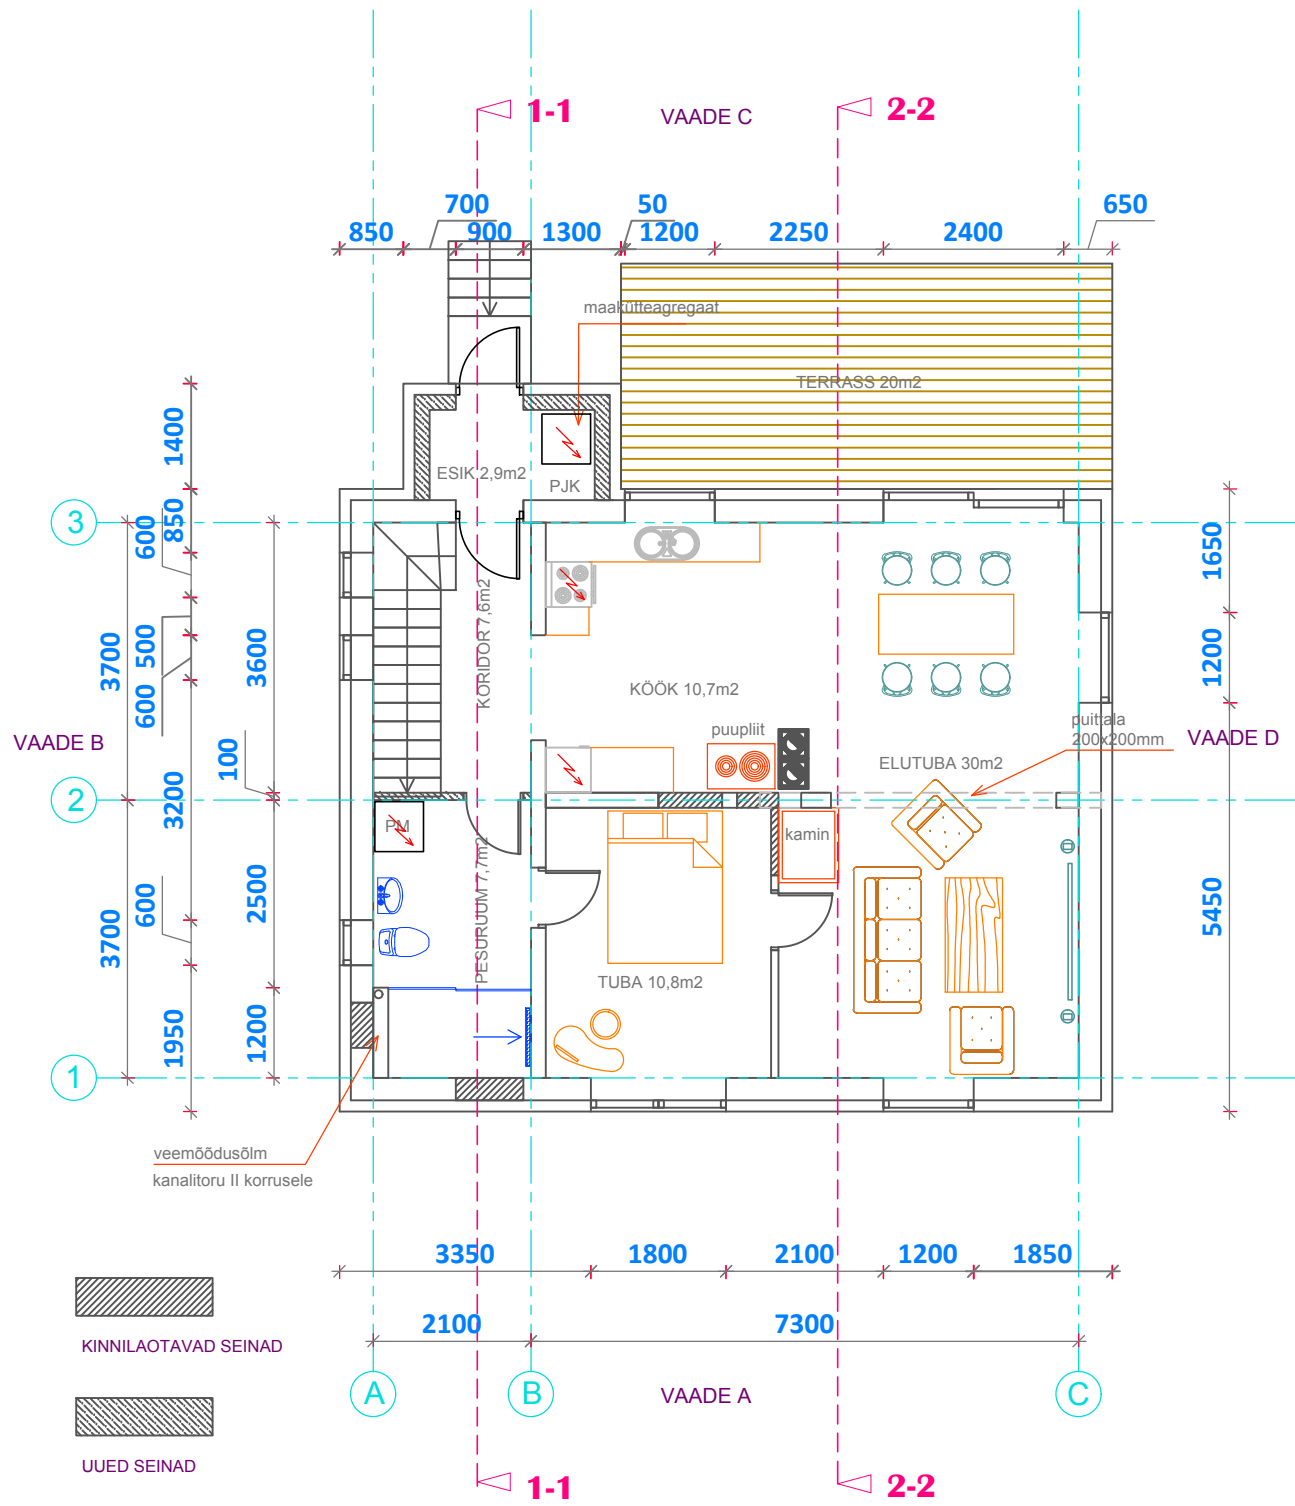 1-1
VAADE C
2-2
700
50
650
850
900
1300
1200
2250
2400
maakütteagregaat
TERRASS 20m2
1400
ESIK 2,9m2
PJK
3
600
850
1650
KORIDOR 7,6m2
3700
500
3600
1200
600
KÖÖK 10,7m2
puupliit
puittala
200x200mm
VAADE B
VAADE D
100
ELUTUBA 30m2
2
3200
PM
kamin
PESURUUM 7,7m2
600
2500
3700
5450
TUBA 10,8m2
1950
1200
1
veemõõdusõlm
kanalitoru II korrusele
3350
1800
2100
1200
1850
2100
7300
KINNILAOTAVAD SEINAD
A
B
C
VAADE A
UUED SEINAD
1-1
2-2